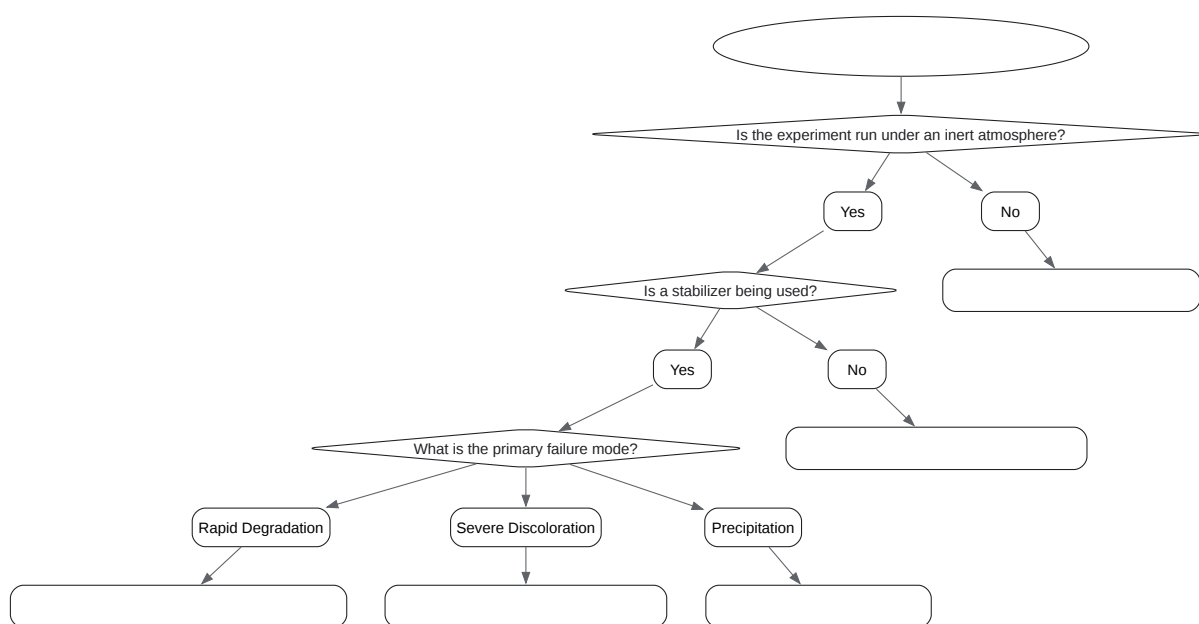 Is the experiment run under an inert atmosphere?
Yes
No
Is a stabilizer being used?
Yes
No
What is the primary failure mode?
Rapid Degradation
Severe Discoloration
Precipitation